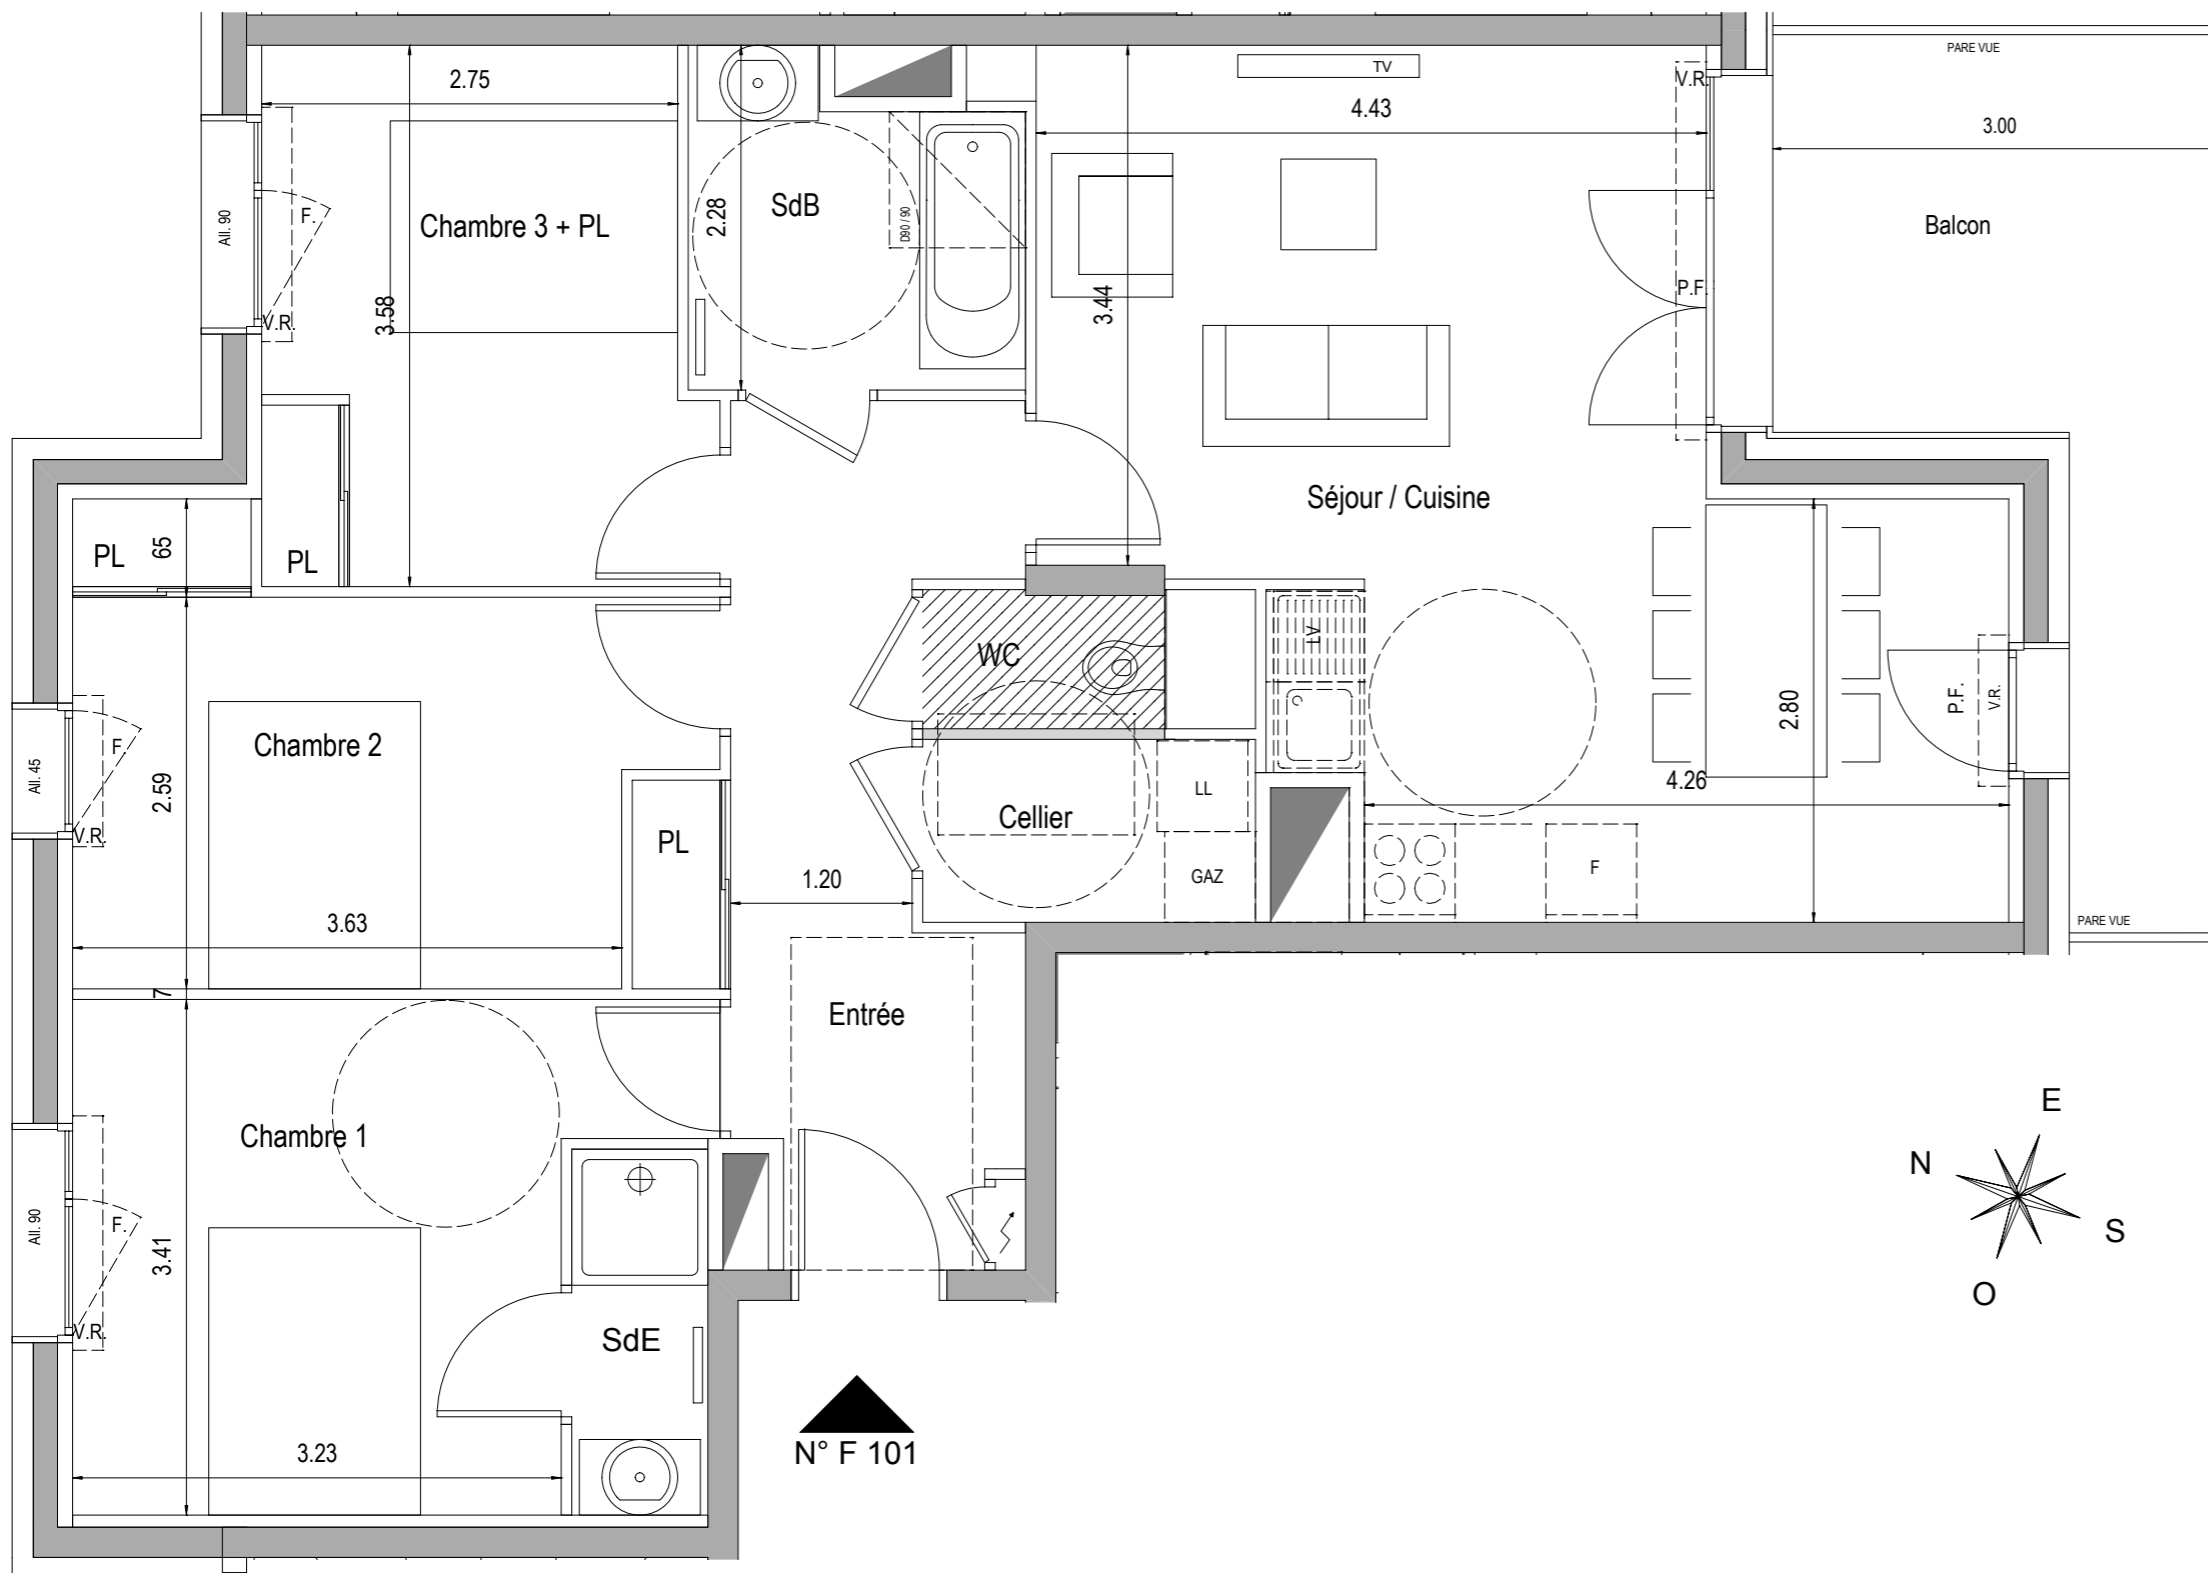 PARE VUE
TV
V.R.
2.75
4.43
3.00
SdB
2.28
D90 / 90
All. 90
F.
Chambre 3 + PL
Balcon
3.58
3.44
P.F.
V.R.
Séjour / Cuisine
PL
65
PL
WC
LV
2.80
P.F.
V.R.
Chambre 2
All. 45
F.
2.59
V.R.
4.26
LL
Cellier
PL
GAZ
F
1.20
3.63
PARE VUE
7
Entrée
Chambre 1
E
N
S
O
All. 90
F.
3.41
V.R.
SdE
3.23
N° F 101